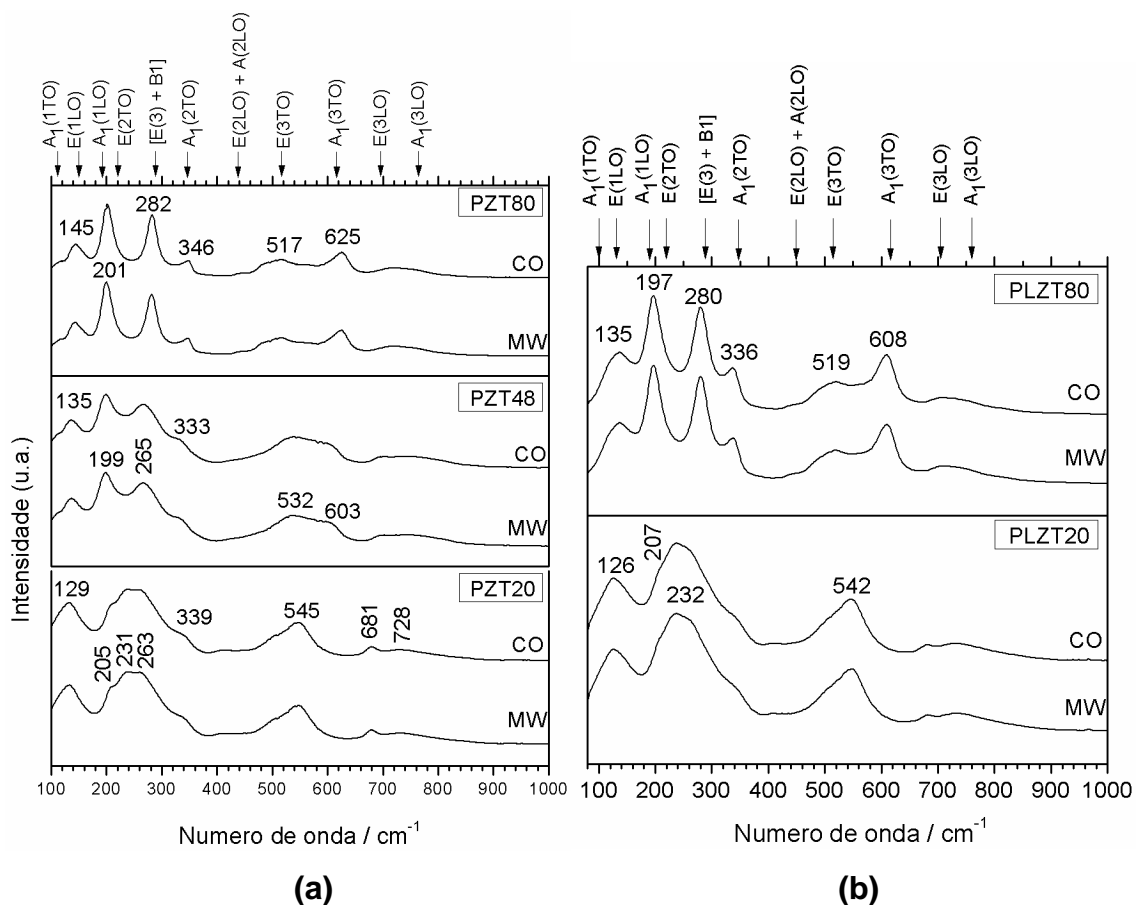 A1(1TO)
E(1LO)
A1(1LO)
E(2TO)
[E(3) + B1]
A1(2TO)
E(2LO) + A(2LO)
E(3TO)
A1(3TO)
E(3LO)
A1(3LO)
PZT80
145
201
282
346
517
625
CO
MW
PZT48
135
199
265
333
532
603
CO
MW
PZT20
129
205
231
263
339
545
681
728
CO
MW
Intensidade (u.a.)
100 200 300 400 500 600 700 800 900 1000
Numero de onda / cm-1
(a)
A1(1TO)
E(1LO)
A1(1LO)
E(2TO)
[E(3) + B1]
A1(2TO)
E(2LO) + A(2LO)
E(3TO)
A1(3TO)
E(3LO)
A1(3LO)
PLZT80
135
197
280
336
519
608
CO
MW
PLZT20
126
207
232
542
CO
MW
100 200 300 400 500 600 700 800 900 1000
Numero de onda / cm-1
(b)